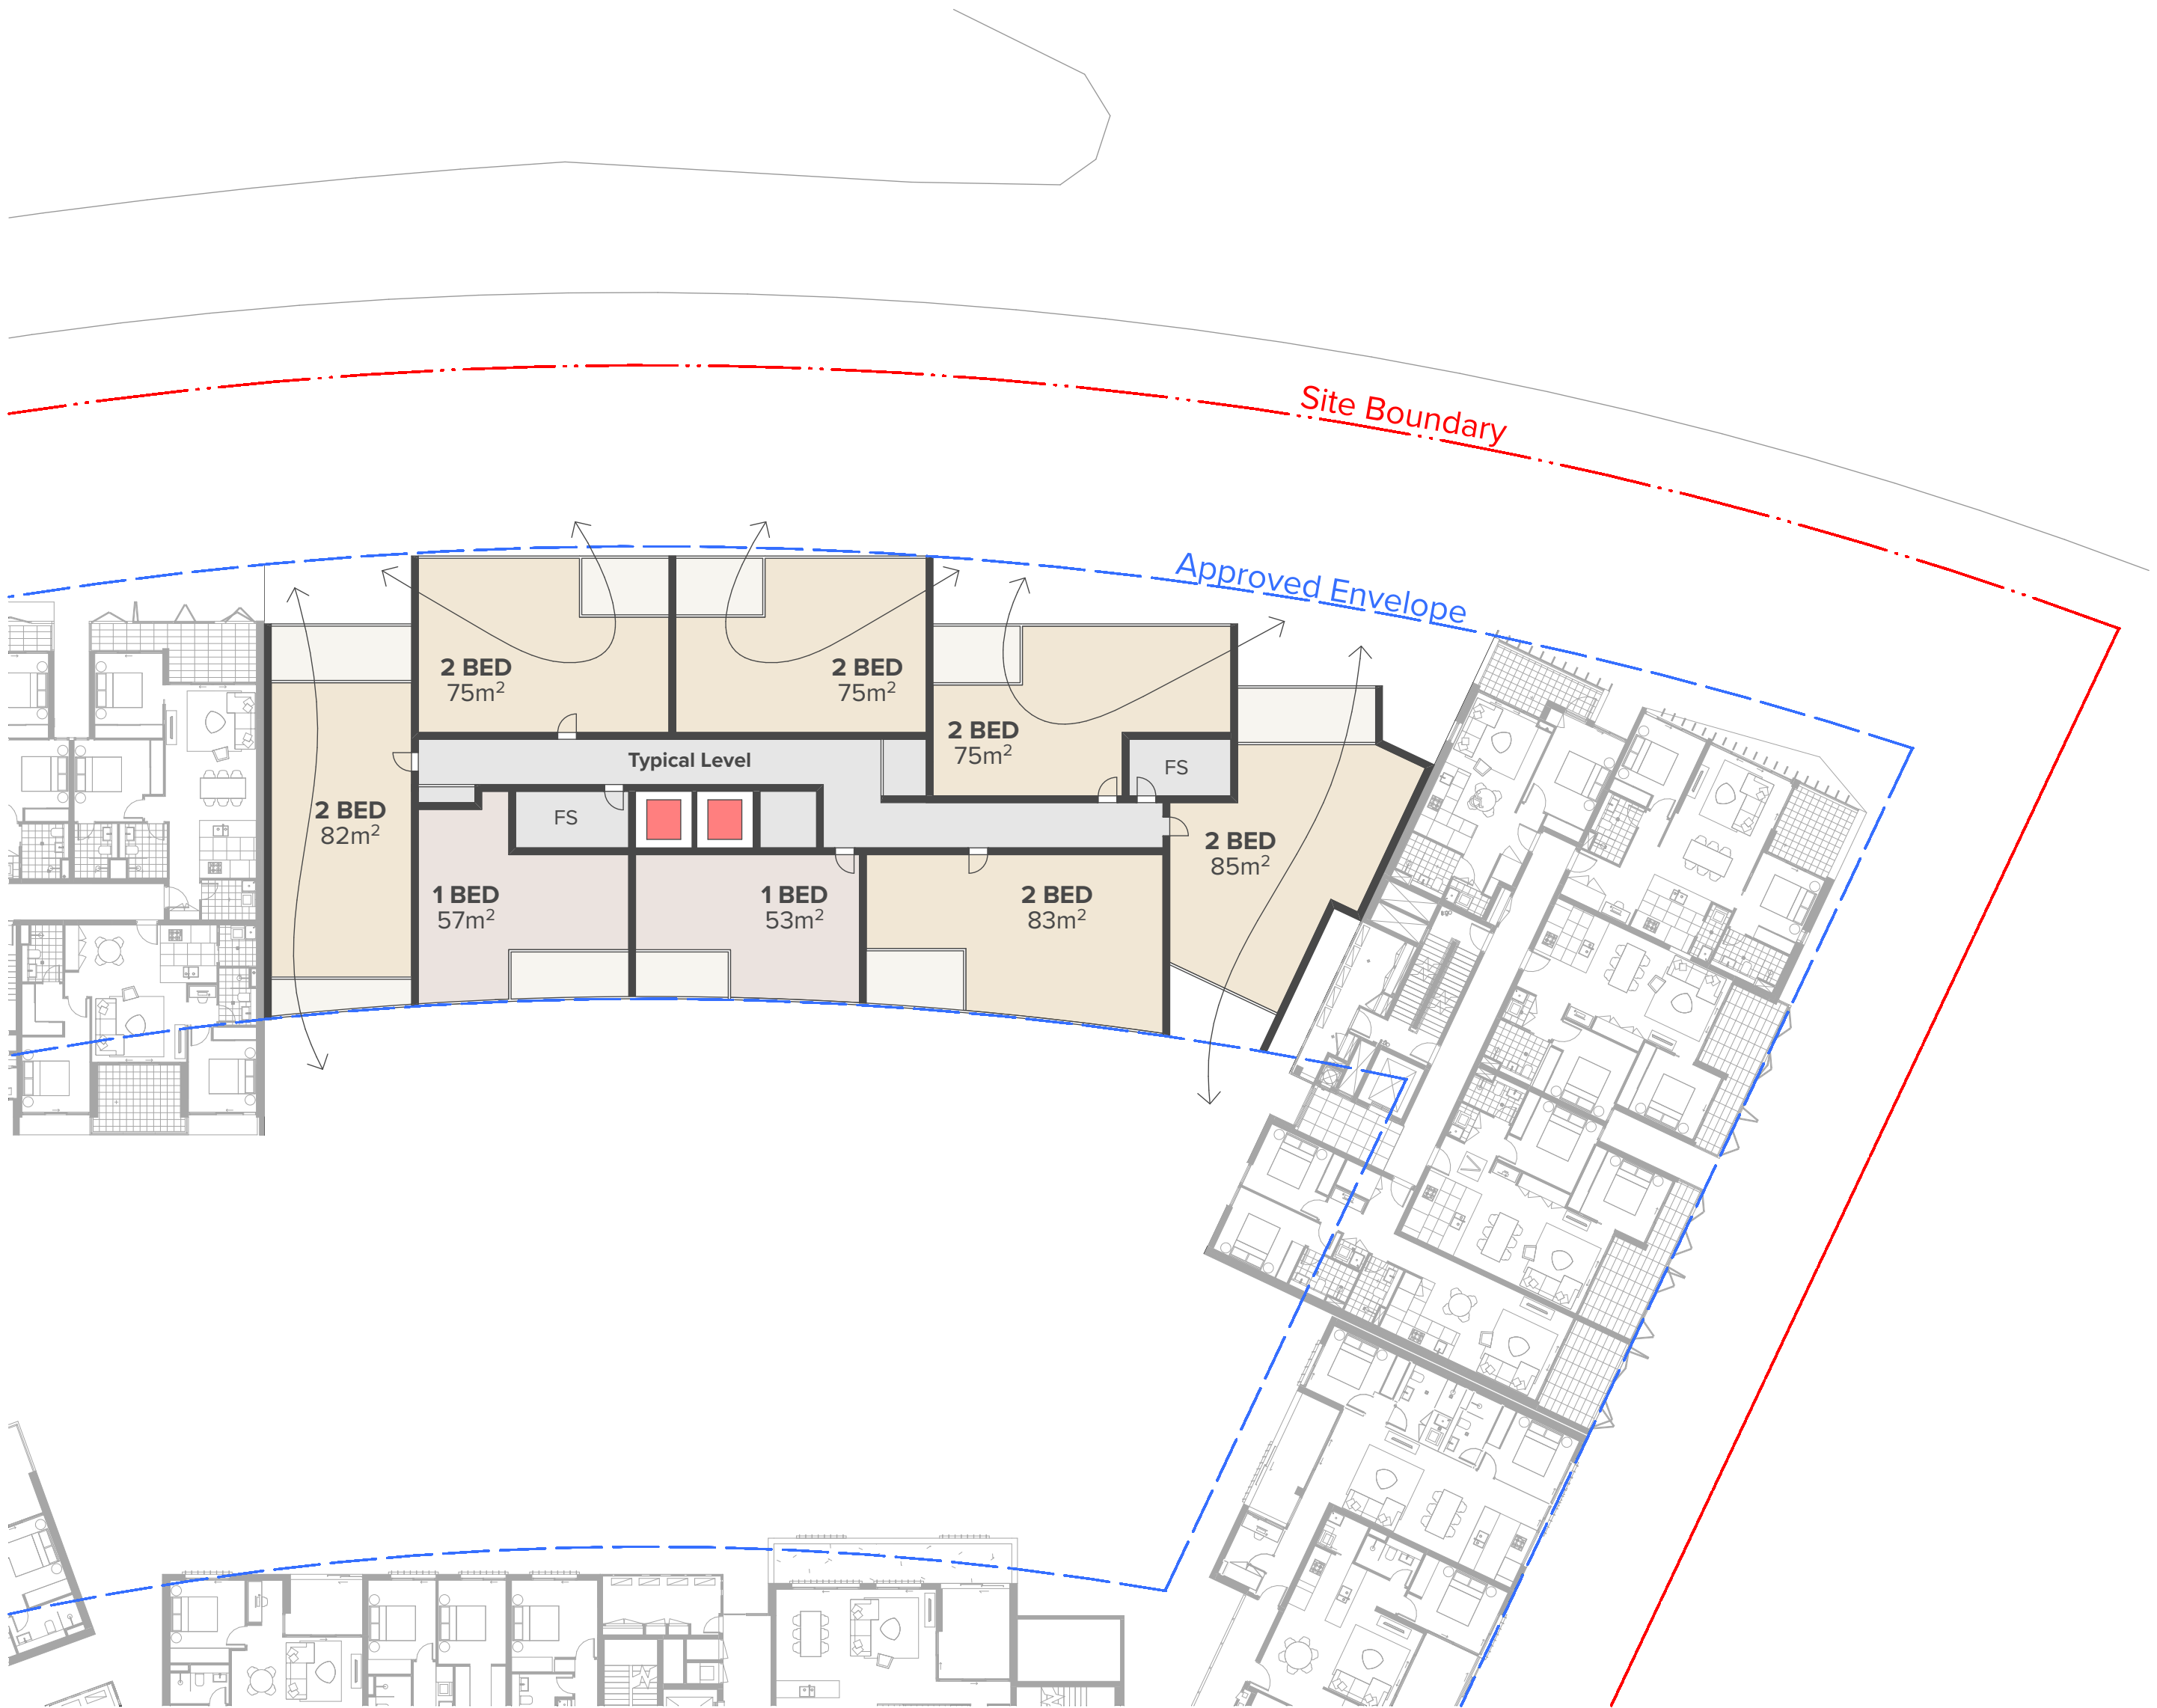 Site Boundary
Approved Envelope
2 BED
75m²
2 BED
75m²
2 BED
75m²
Typical Level
FS
2 BED
82m²
FS
2 BED
85m²
1 BED
57m²
1 BED
53m²
2 BED
83m²